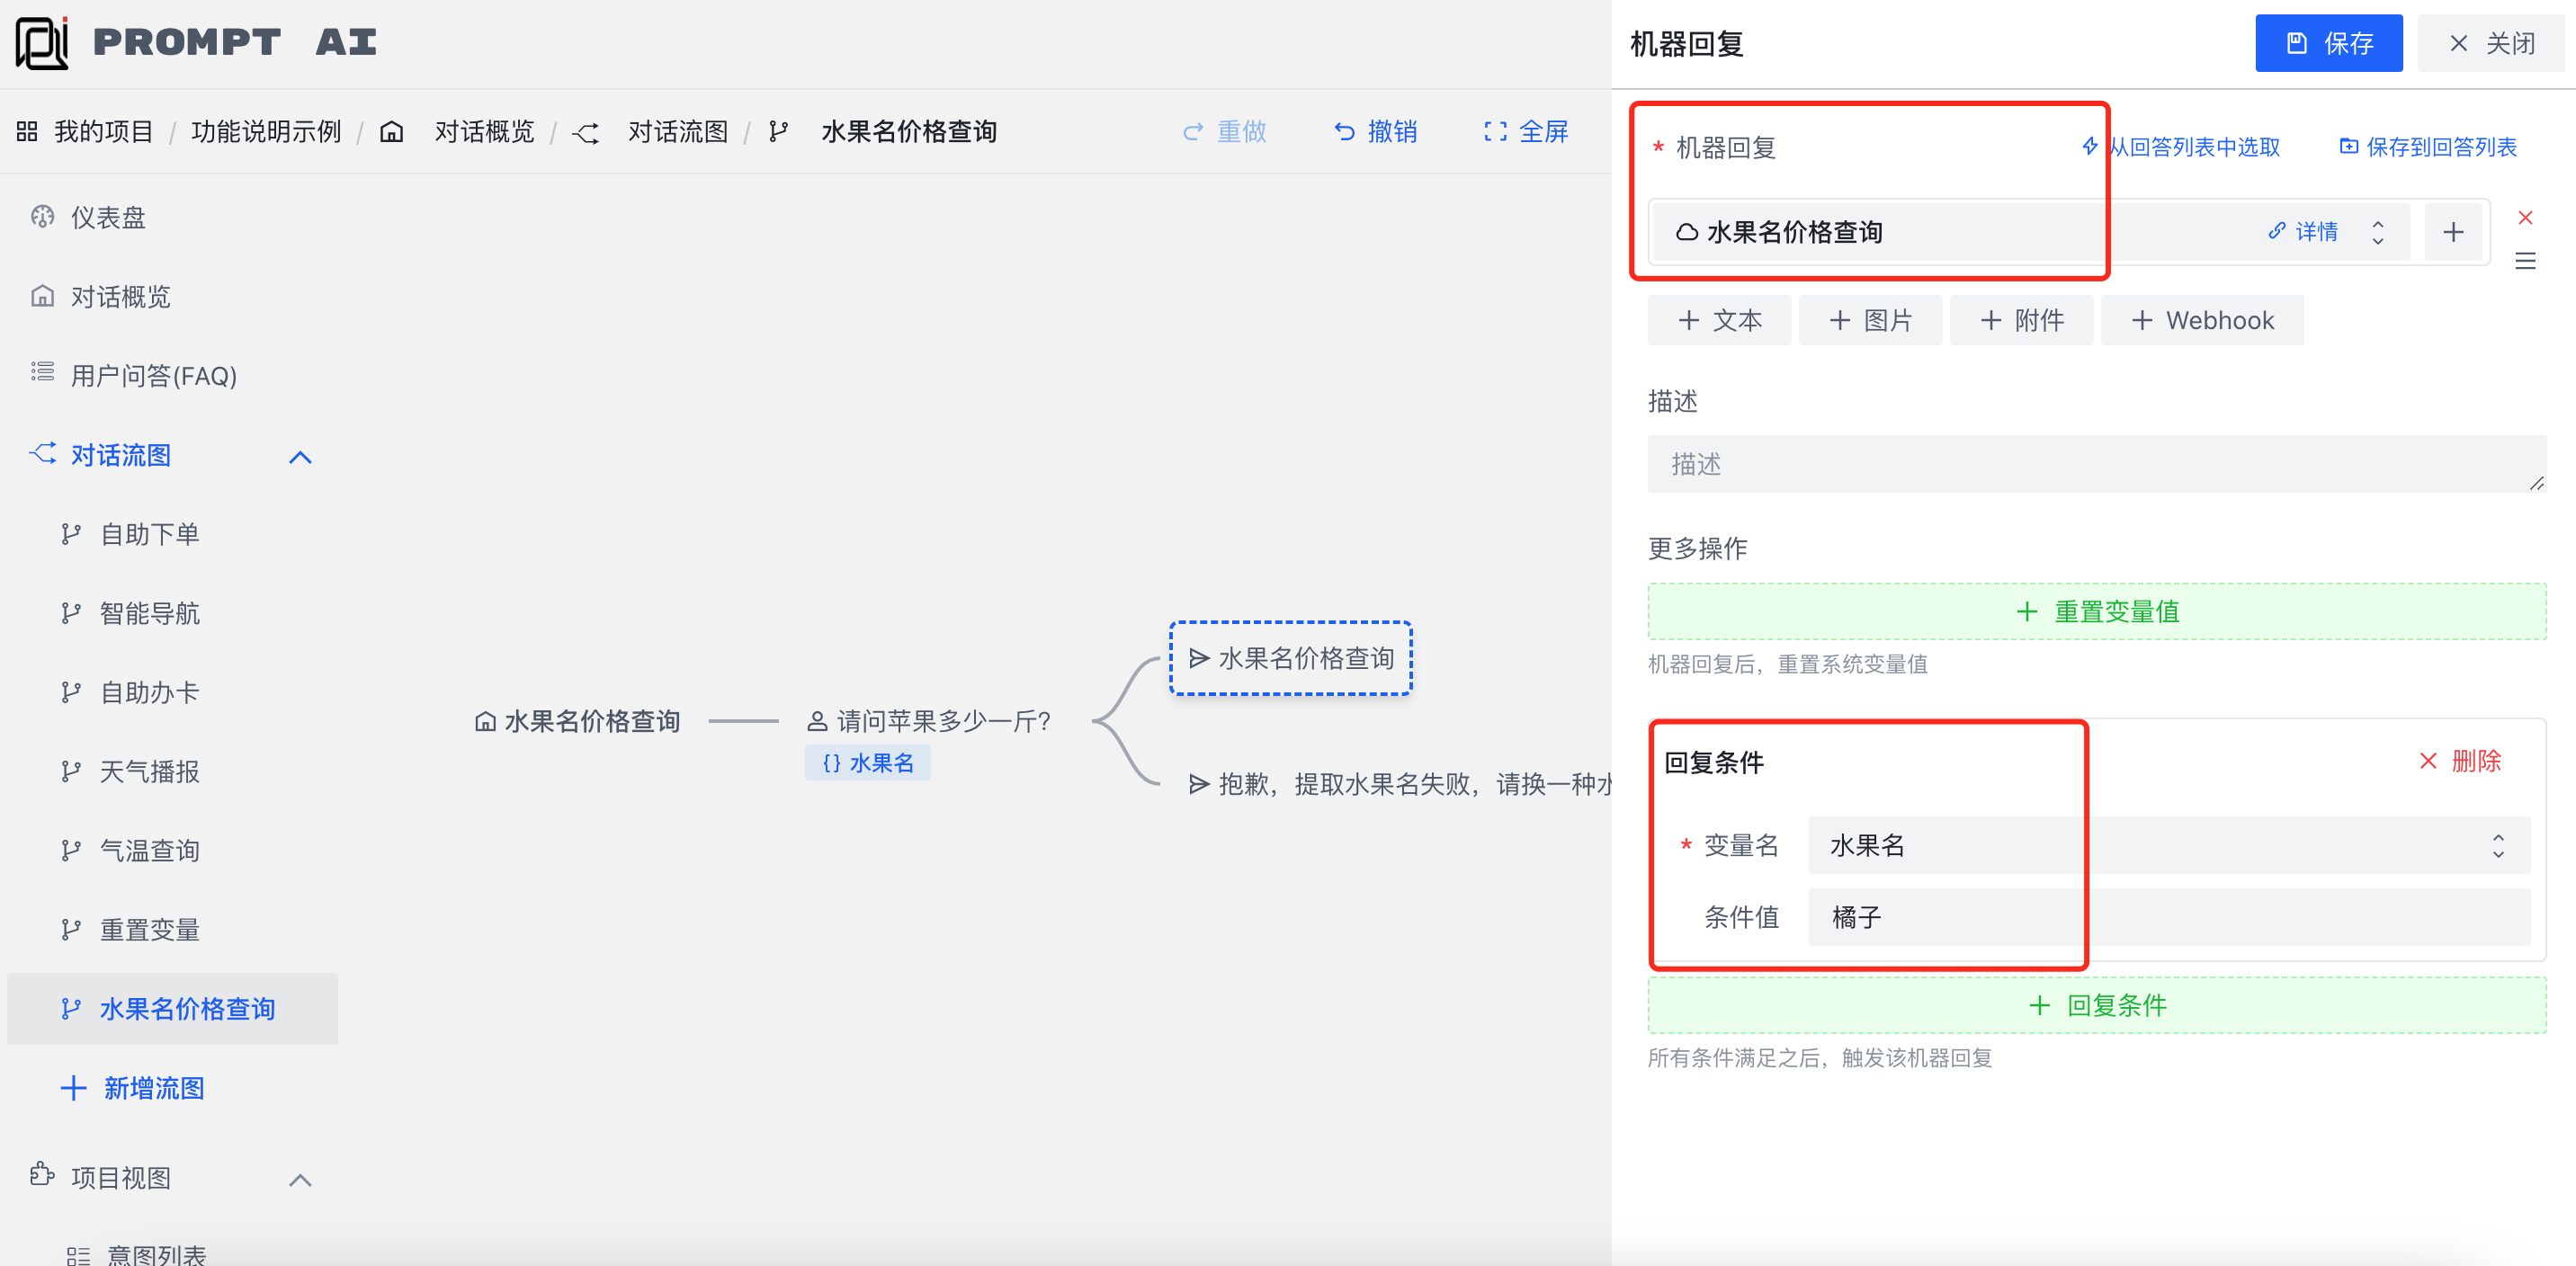 PROMPT AI
我的项目 / 功能说明示例 / 对话概览 / 对话流图 / 水果名价格查询
重做 撤销 全屏
仪表盘
对话概览
用户问答(FAQ)
对话流图
自助下单
智能导航
自助办卡
天气播报
气温查询
重置变量
水果名价格查询
新增流图
项目视图
意图列表
水果名价格查询
请问苹果多少一斤?
{} 水果名
水果名价格查询
抱歉，提取水果名失败，请换一种水
机器回复
保存
关闭
* 机器回复
从回答列表中选取
保存到回答列表
水果名价格查询
详情
+ 文本
+ 图片
+ 附件
+ Webhook
描述
描述
更多操作
+ 重置变量值
机器回复后，重置系统变量值
回复条件
删除
* 变量名
水果名
条件值
橘子
+ 回复条件
所有条件满足之后，触发该机器回复